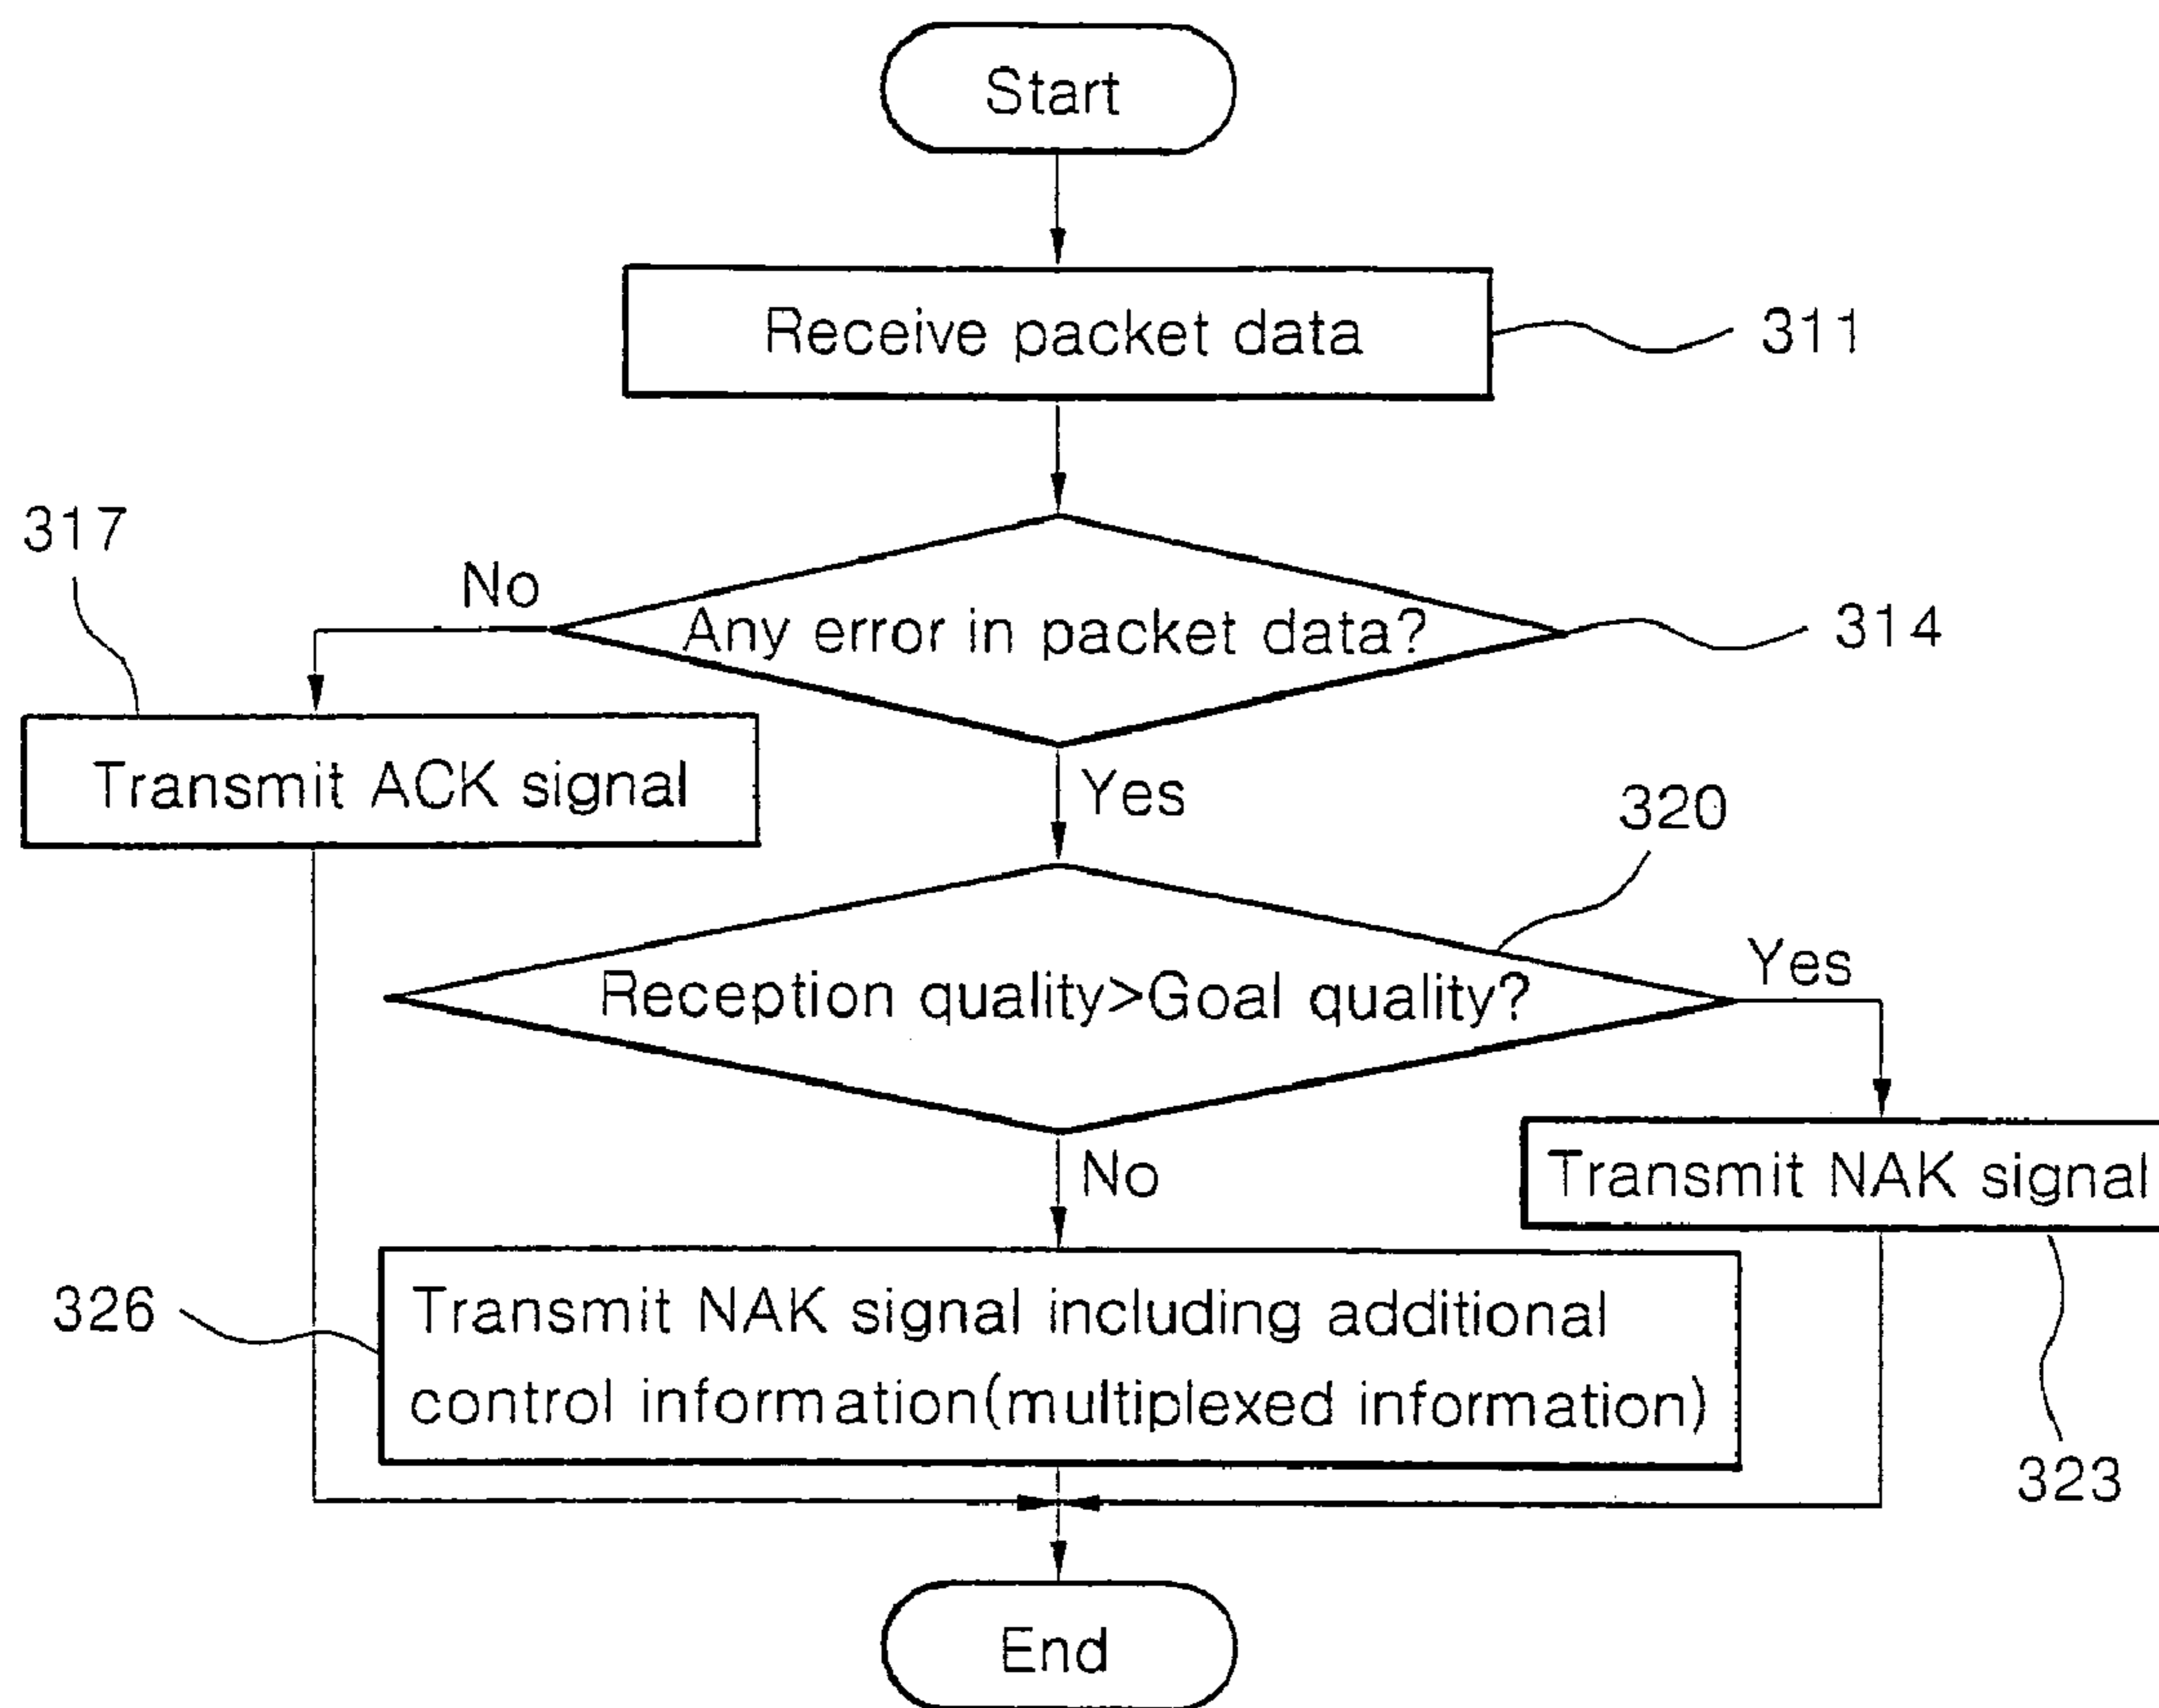 Start
Receive packet data
311
317
No
Any error in packet data?
314
Transmit ACK signal
Yes
320
Reception quality>Goal quality?
Yes
No
Transmit NAK signal
326
Transmit NAK signal including additional
control information(multiplexed information)
323
End